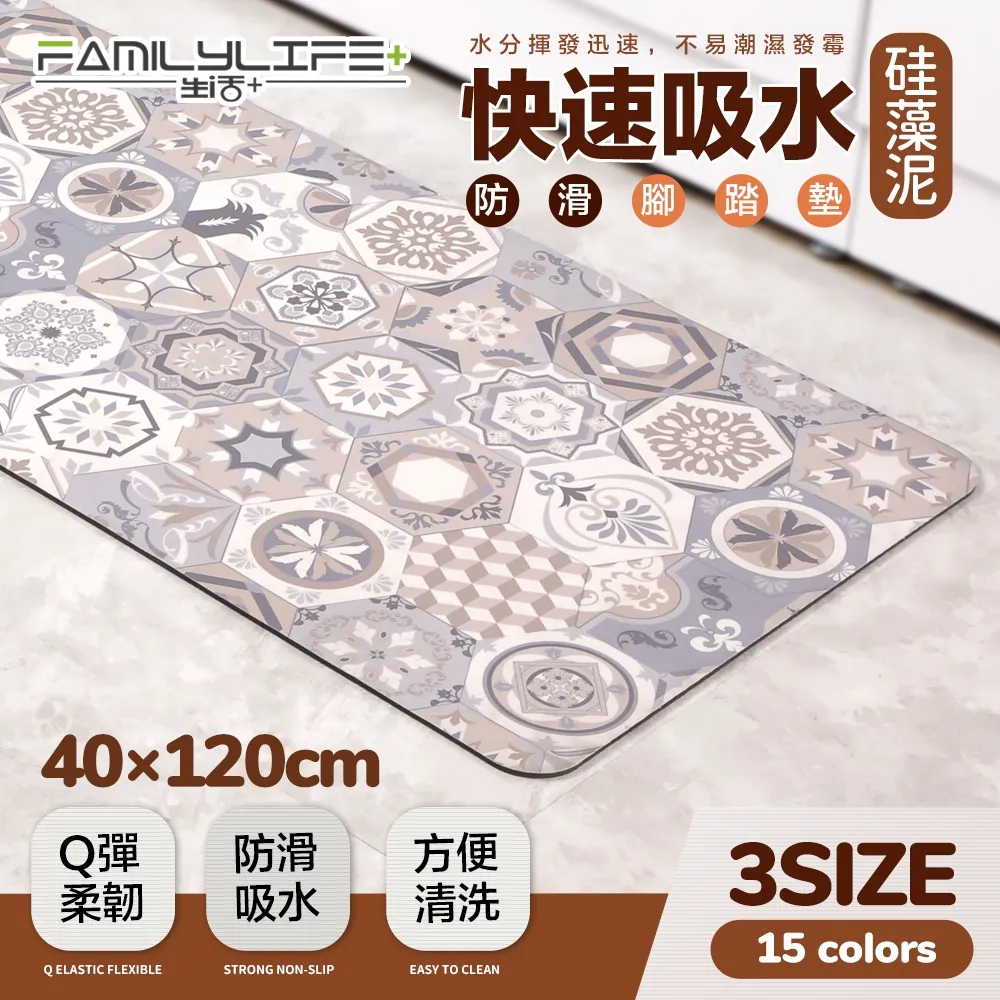 FAMILYLIFE+
生活+
水分揮發迅速，不易潮濕發霉
快速吸水
硅藻泥
防滑腳踏墊
40×120cm
Q彈
柔韌
Q ELASTIC FLEXIBLE
防滑
吸水
STRONG NON-SLIP
方便
清洗
EASY TO CLEAN
3SIZE
15 colors